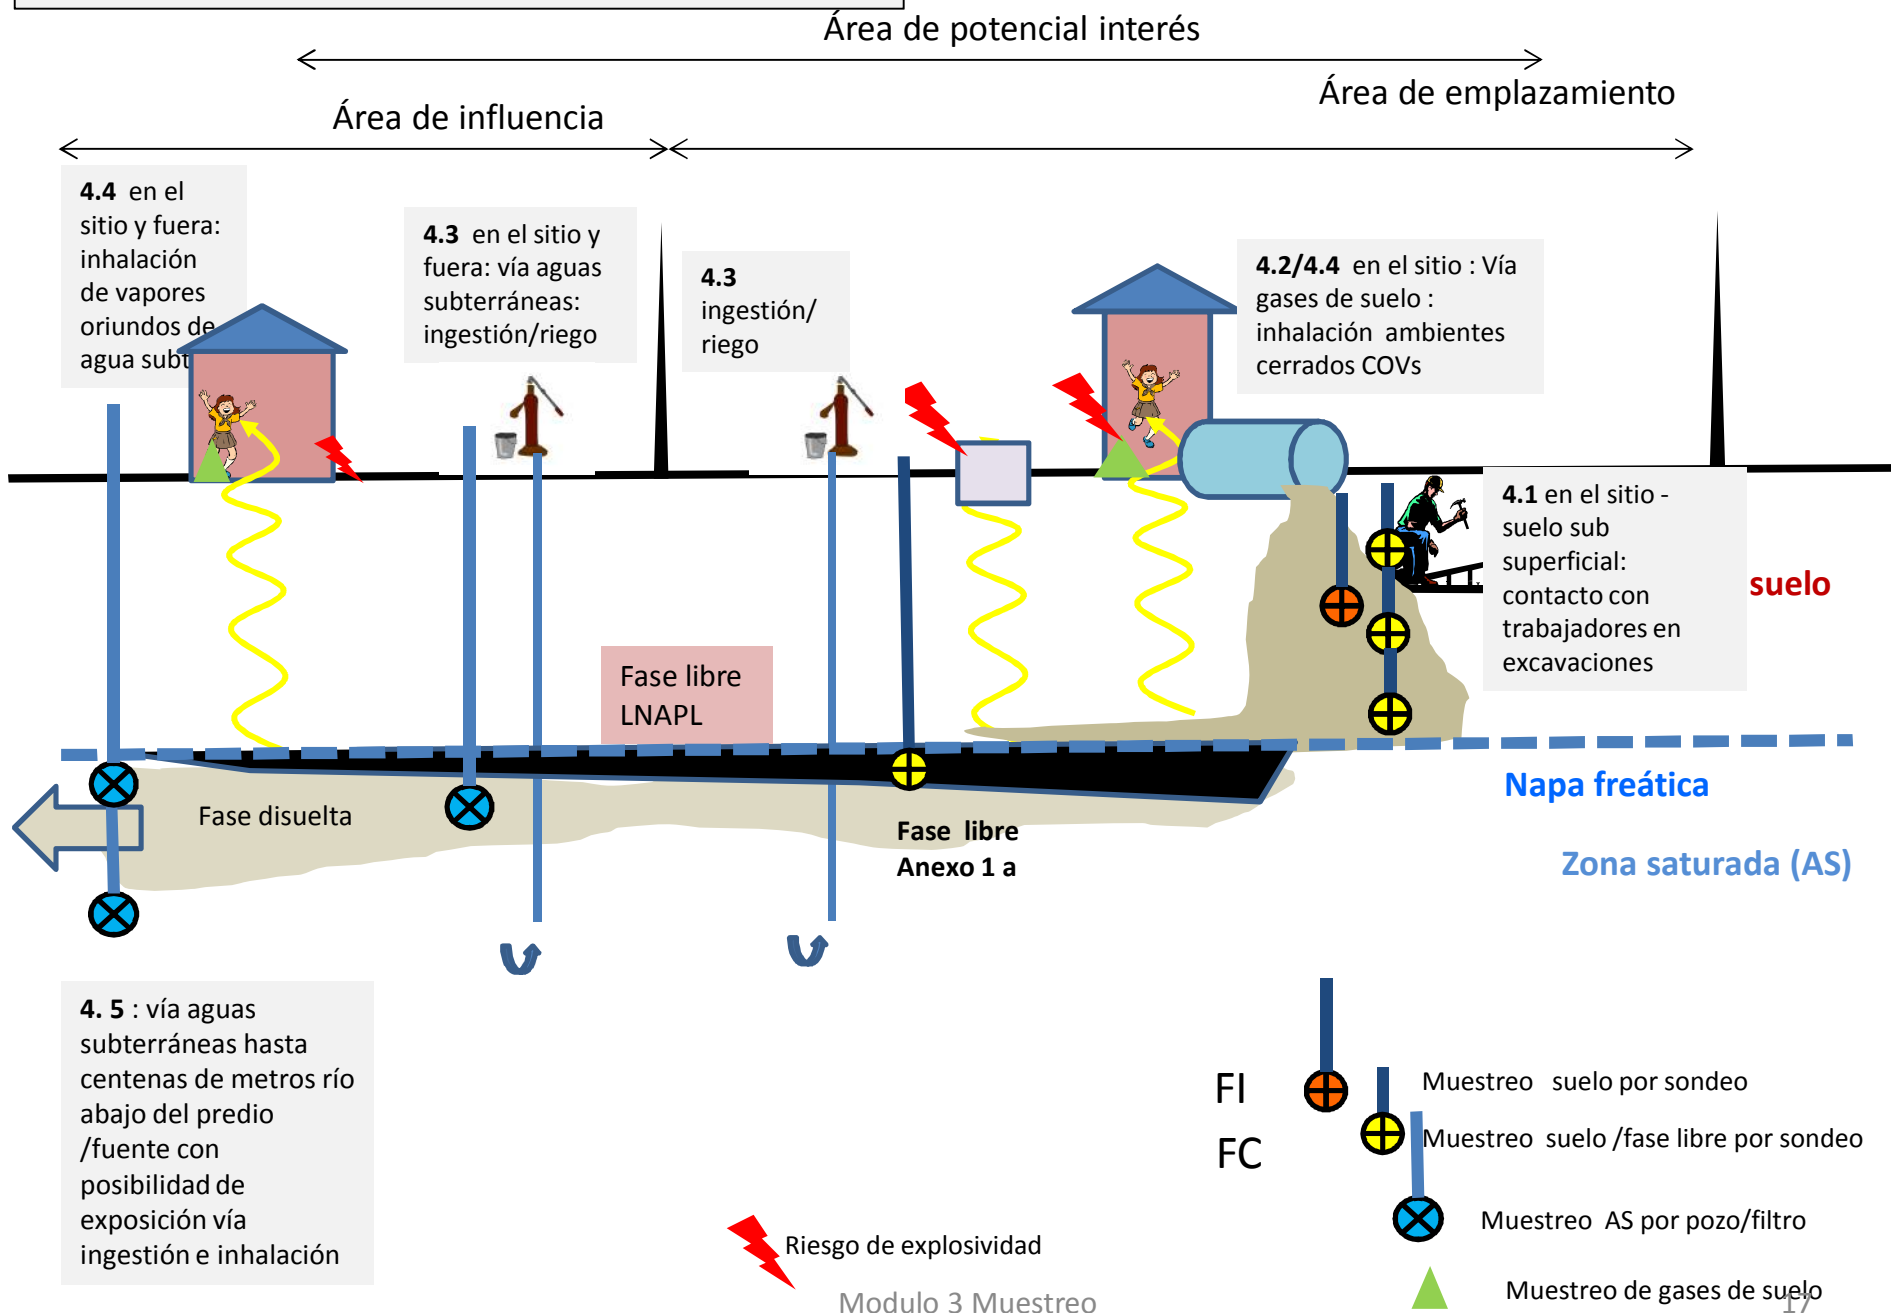 Área de potencial interés
Área de emplazamiento
Área de influencia
4.4 en el
sitio y fuera:
inhalación
de vapores
oriundos de
agua subt
4.3 en el sitio y
fuera: vía aguas
subterráneas:
ingestión/riego
4.3
ingestión/
riego
4.2/4.4 en el sitio : Vía
gases de suelo :
inhalación ambientes
cerrados COVs
4.1 en el sitio -
suelo sub
superficial:
contacto con
trabajadores en
excavaciones
suelo
Fase libre
LNAPL
Napa freática
Fase disuelta
Fase libre
Anexo 1 a
Zona saturada (AS)
4. 5 : vía aguas
subterráneas hasta
centenas de metros río
abajo del predio
/fuente con
posibilidad de
exposición vía
ingestión e inhalación
FI
Muestreo suelo por sondeo
FC
Muestreo suelo /fase libre por sondeo
Muestreo AS por pozo/filtro
Riesgo de explosividad
Muestreo de gases de suelo
Modulo 3 Muestreo
17